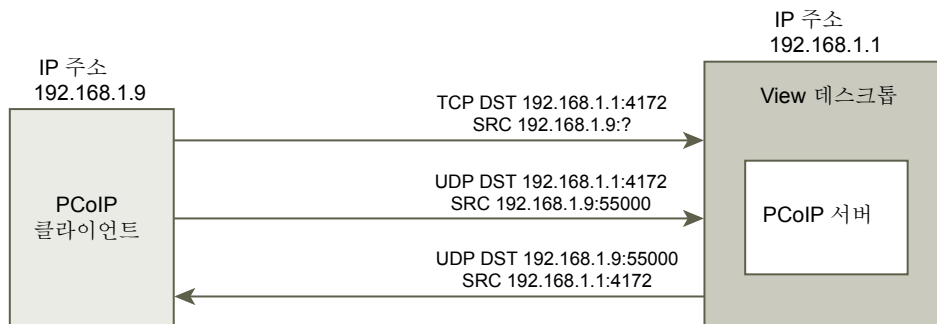 IP 주소
192.168.1.1
IP 주소
192.168.1.9
View 데스크톱
TCP DST 192.168.1.1:4172
SRC 192.168.1.9:?
UDP DST 192.168.1.1:4172
SRC 192.168.1.9:55000
PCoIP
클라이언트
PCoIP 서버
UDP DST 192.168.1.9:55000
SRC 192.168.1.1:4172